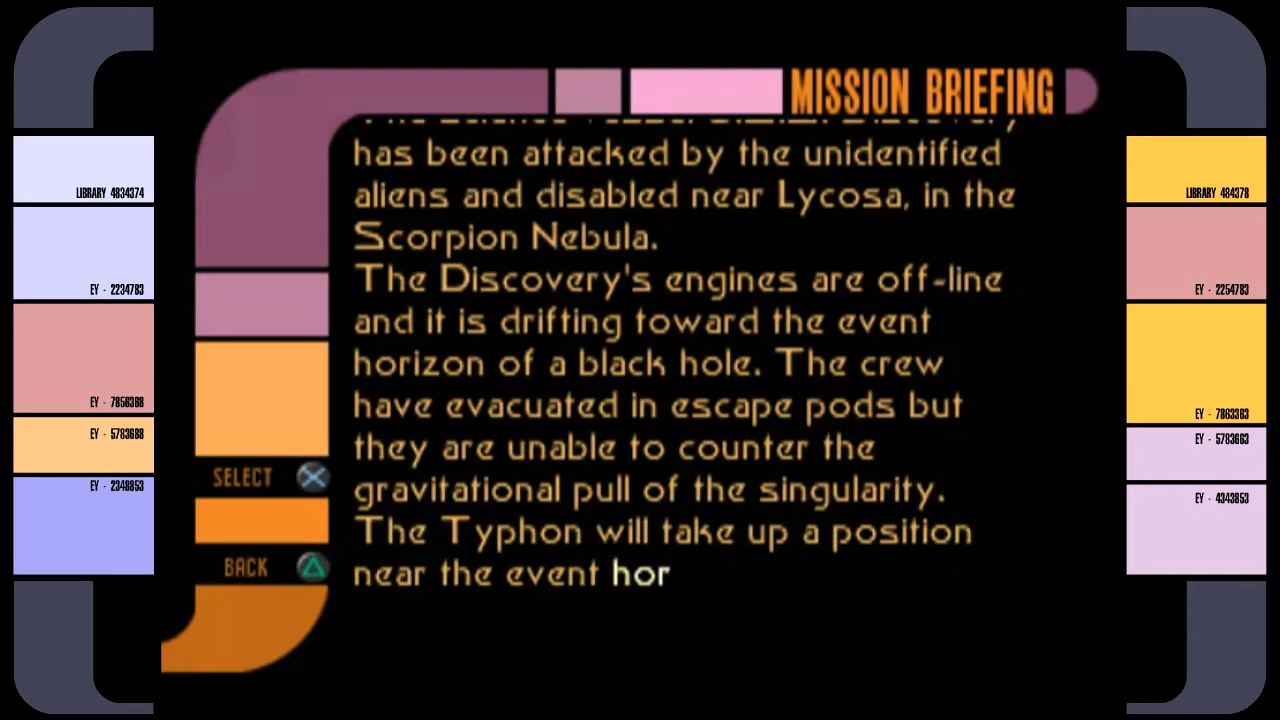 MISSION BRIEFING
has been attacked by the unidentified
aliens and disabled near Lycosa, in the
Scorpion Nebula.
The Discovery's engines are off-line
and it is drifting toward the event
horizon of a black hole. The crew
have evacuated in escape pods but
they are unable to counter the
gravitational pull of the singularity.
The Typhon will take up a position
near the event hor
SELECT
BACK
LIBRARY 4834374
EY - 2234783
EY - 7856368
EY - 5783688
EY - 2348853
LIBRARY 484378
EY - 2254783
EY - 7863363
EY - 5783663
EY - 4343853